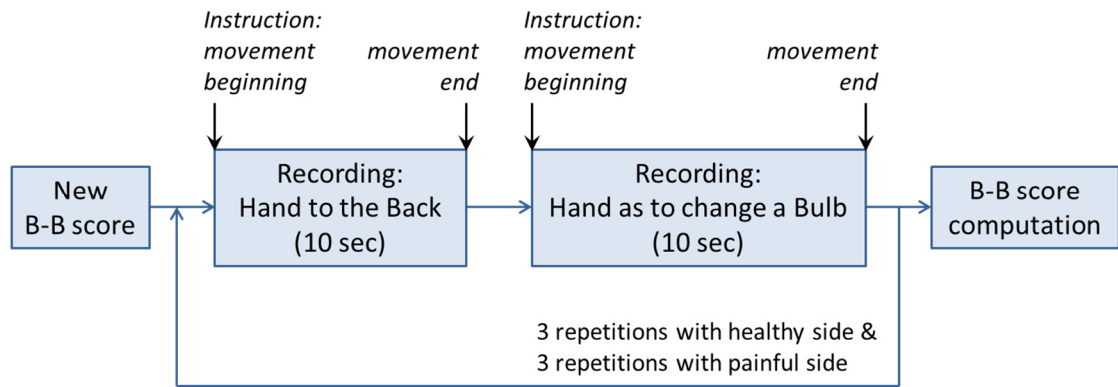 Instruction:
movement
beginning
movement
end
Instruction:
movement
beginning
movement
end
New
B-B score
Recording:
Hand to the Back
(10 sec)
Recording:
Hand as to change a Bulb
(10 sec)
B-B score
computation
3 repetitions with healthy side &
3 repetitions with painful side